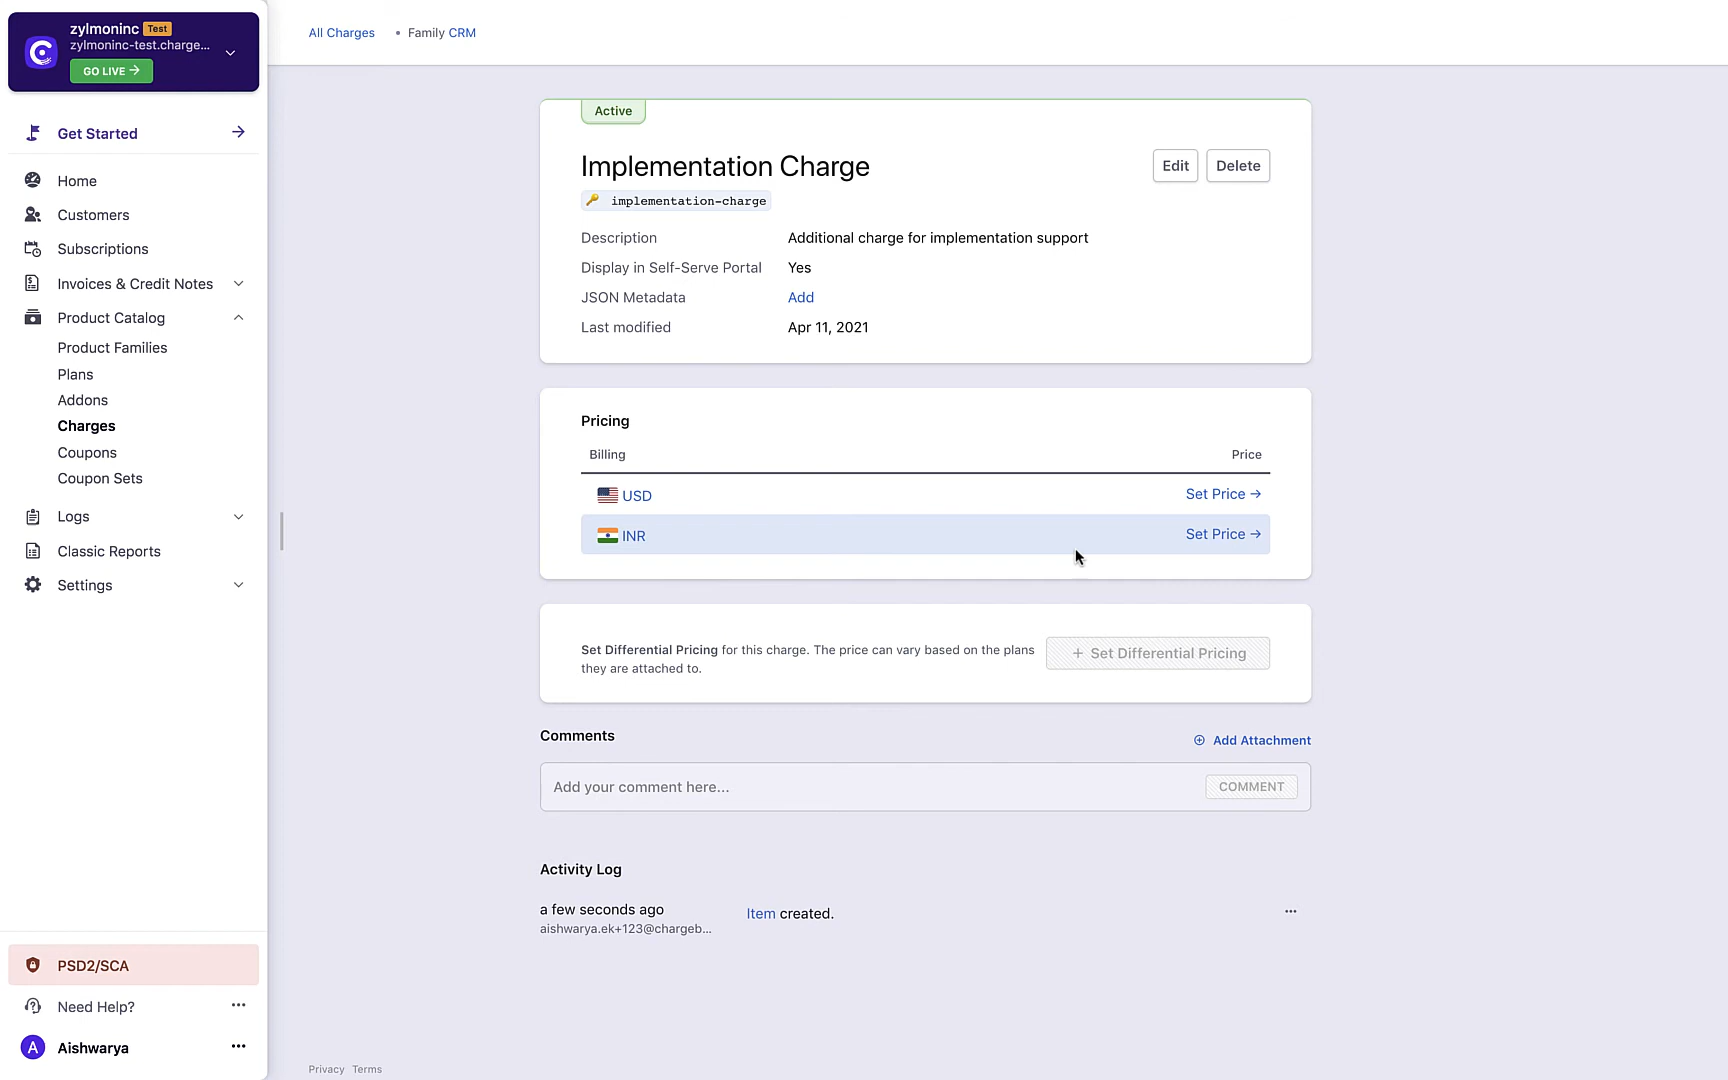 zylmoninc Test
zylmoninc-test.charge...
GO LIVE →
Get Started →
Home
Customers
Subscriptions
Invoices & Credit Notes
Product Catalog
Product Families
Plans
Addons
Charges
Coupons
Coupon Sets
Logs
Classic Reports
Settings
PSD2/SCA
Need Help? ...
A Aishwarya ...
All Charges • Family CRM
Active
Implementation Charge
Edit Delete
implementation-charge
Description Additional charge for implementation support
Display in Self-Serve Portal Yes
JSON Metadata Add
Last modified Apr 11, 2021
Pricing
Billing Price
USD Set Price →
INR Set Price →
Set Differential Pricing for this charge. The price can vary based on the plans
they are attached to.
+ Set Differential Pricing
Comments
Add Attachment
Add your comment here...
COMMENT
Activity Log
a few seconds ago Item created. ...
aishwarya.ek+123@chargeb...
Privacy Terms